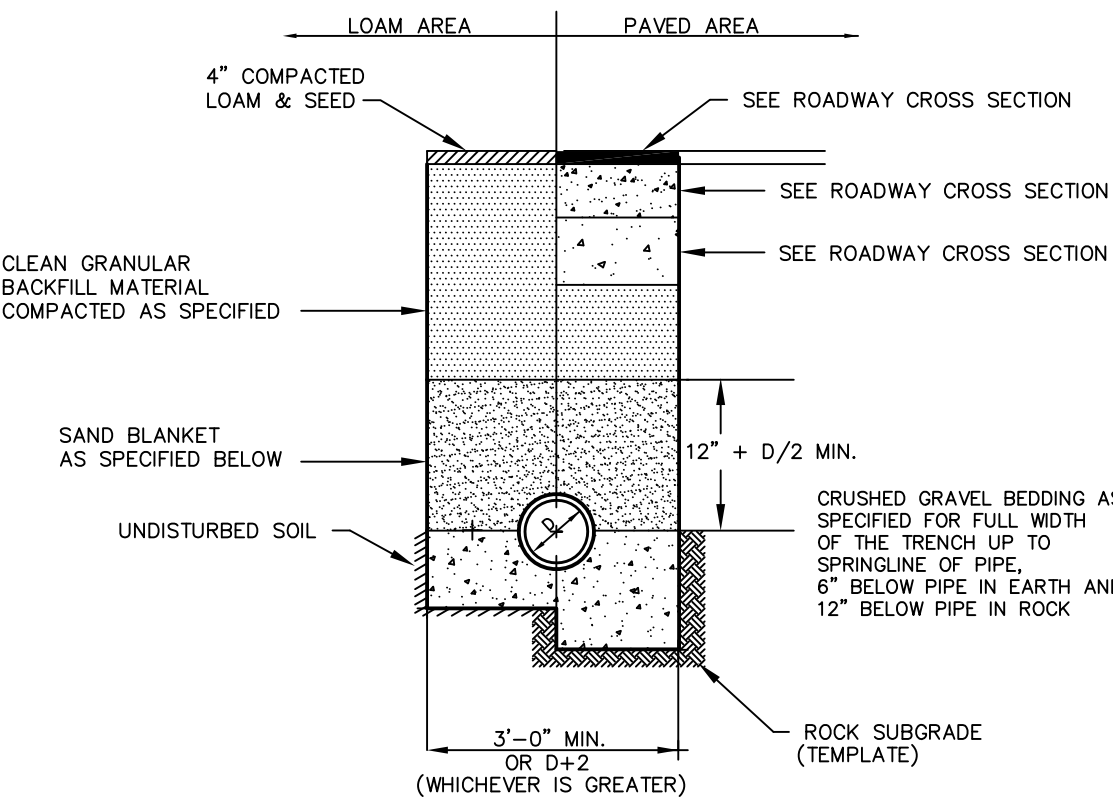 LOAM AREA
PAVED AREA
4" COMPACTED
LOAM & SEED
SEE ROADWAY CROSS SECTION
SEE ROADWAY CROSS SECTION
SEE ROADWAY CROSS SECTION
CLEAN GRANULAR
BACKFILL MATERIAL
COMPACTED AS SPECIFIED
SAND BLANKET
AS SPECIFIED BELOW
12" + D/2 MIN.
UNDISTURBED SOIL
D
CRUSHED GRAVEL BEDDING AS
SPECIFIED FOR FULL WIDTH
OF THE TRENCH UP TO
SPRINGLINE OF PIPE,
6" BELOW PIPE IN EARTH AND
12" BELOW PIPE IN ROCK
ROCK SUBGRADE
(TEMPLATE)
3'-0" MIN.
OR D+2
(WHICHEVER IS GREATER)